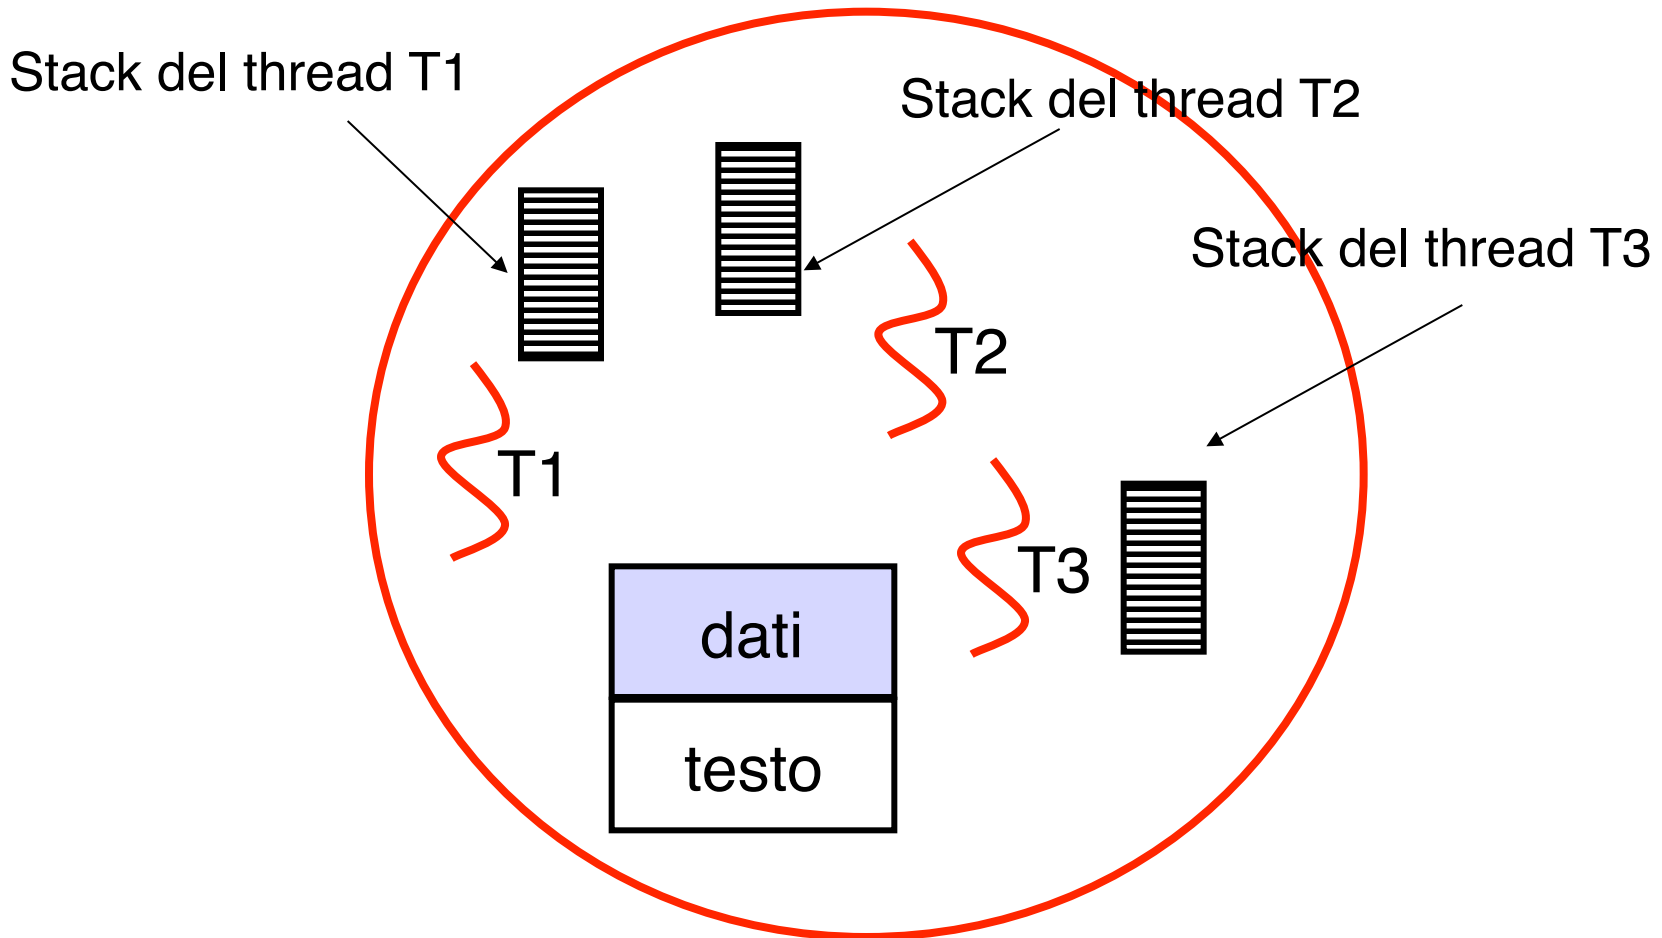 Stack del thread T1
Stack del thread T2
Stack del thread T3
T2
T1
T3
dati
testo